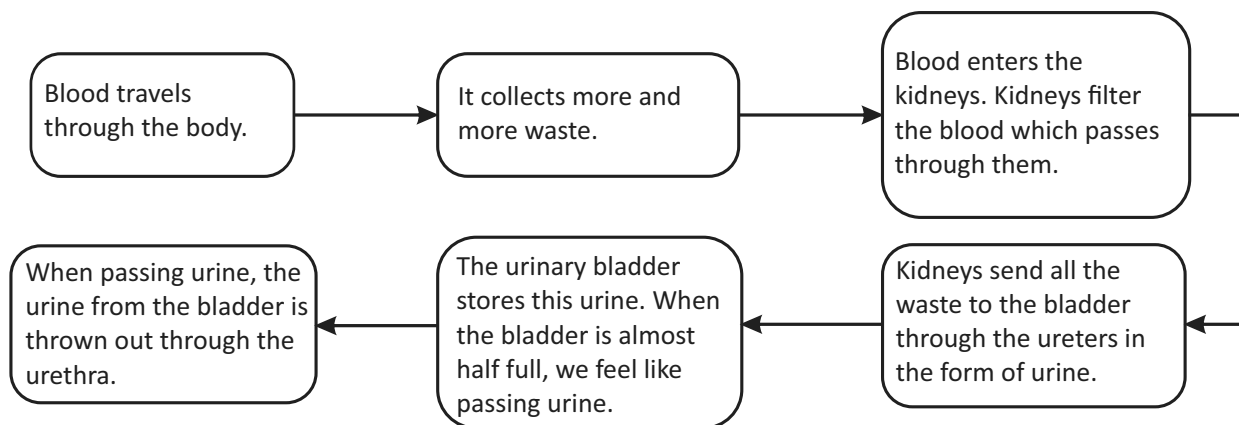 Blood travels
through the body.
It collects more and
more waste.
Blood enters the
kidneys. Kidneys filter
the blood which passes
through them.
Kidneys send all the
waste to the bladder
through the ureters in
the form of urine.
The urinary bladder
stores this urine. When
the bladder is almost
half full, we feel like
passing urine.
When passing urine, the
urine from the bladder is
thrown out through the
urethra.